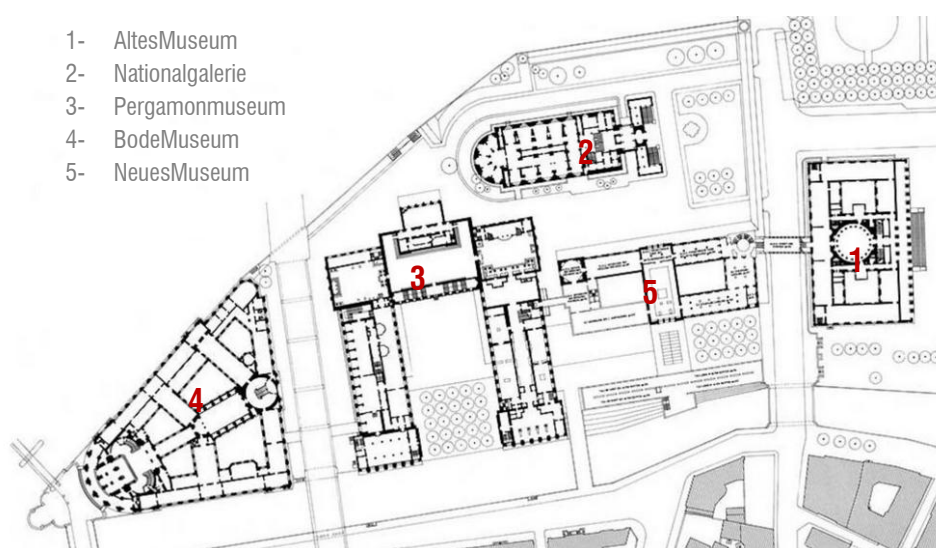 1- AltesMuseum
2- Nationalgalerie
3- Pergamonmuseum
4- BodeMuseum
5- NeuesMuseum
2
1
3
5
4